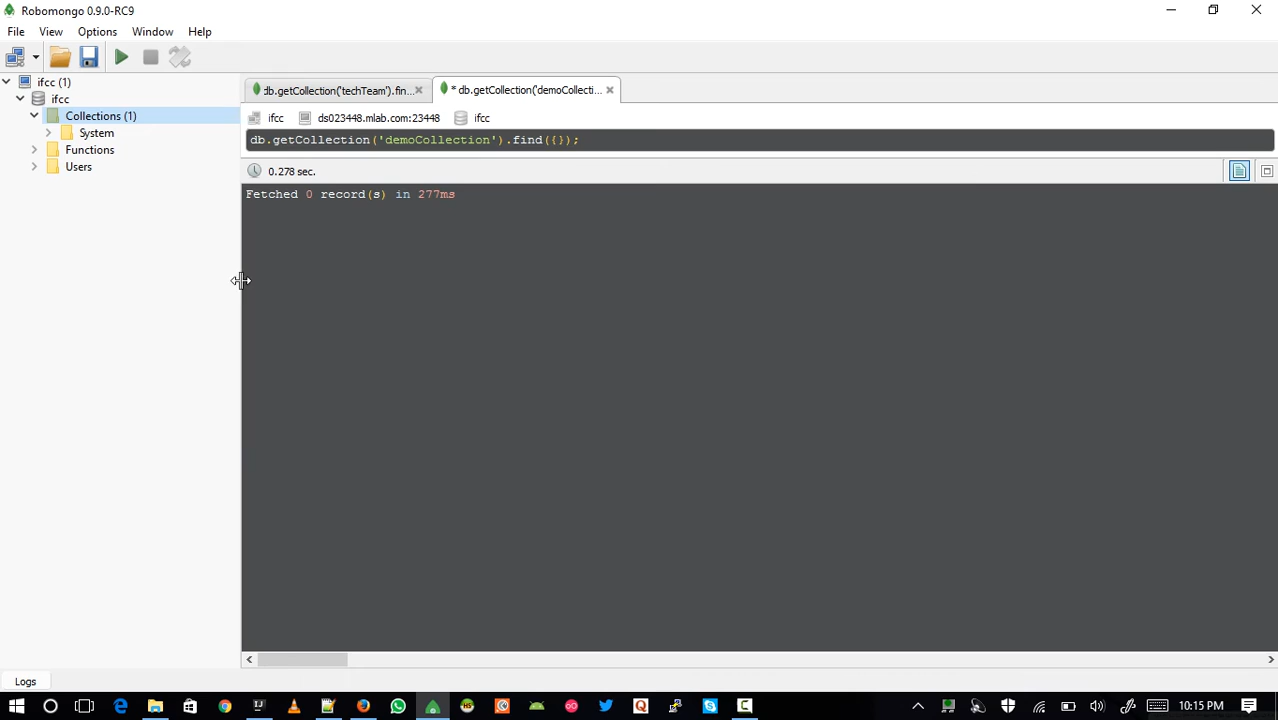 Robomongo 0.9.0-RC9
File View Options Window Help
ifcc (1)
ifcc
Collections (1)
System
Functions
Users
db.getCollection('techTeam').fin...
* db.getCollection('demoCollecti...
ifcc ds023448.mlab.com:23448 ifcc
db.getCollection('demoCollection').find({});
0.278 sec.
Fetched 0 record(s) in 277ms
Logs
10:15 PM